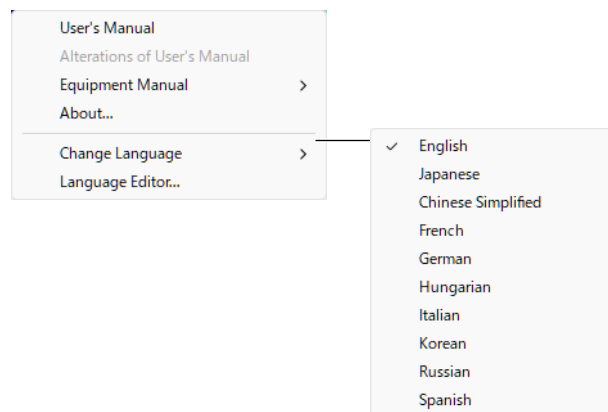 User's Manual
Alterations of User's Manual
Equipment Manual
About...
Change Language
Language Editor...
English
Japanese
Chinese Simplified
French
German
Hungarian
Italian
Korean
Russian
Spanish